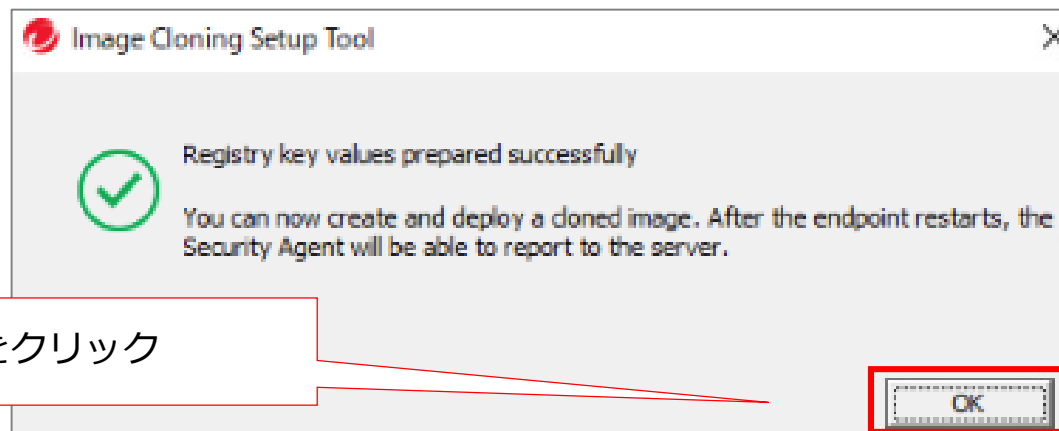 Image Cloning Setup Tool
Registry key values prepared successfully
You can now create and deploy a cloned image. After the endpoint restarts, the
Security Agent will be able to report to the server.
をクリック
OK